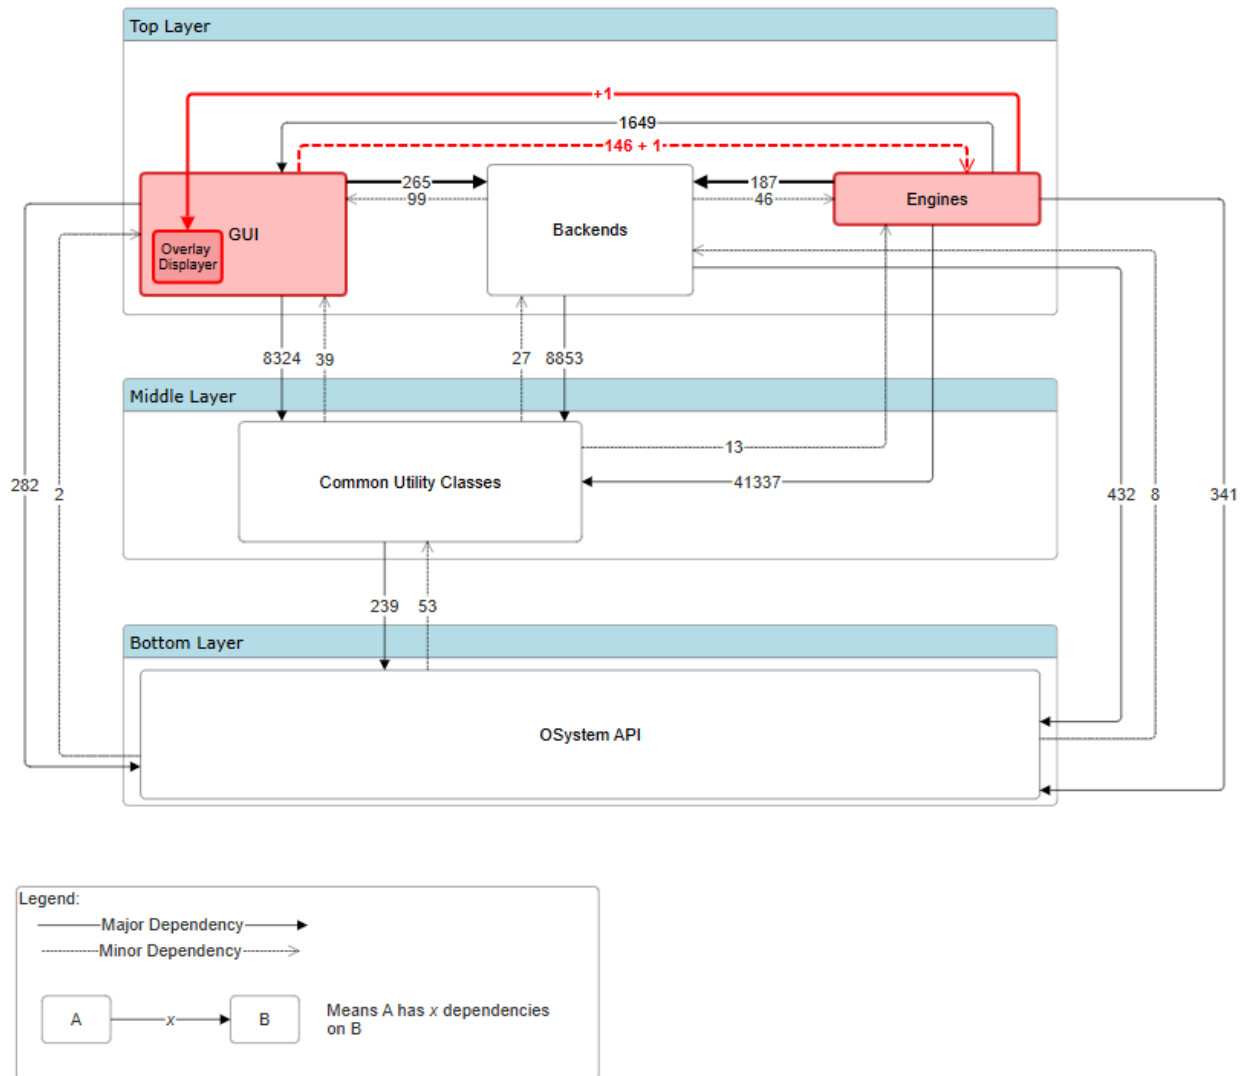 Top Layer
+1
1649
146 + 1
265
187
99
46
Engines
GUI
Backends
Overlay
Displayer
8324
39
27
8853
Middle Layer
13
Common Utility Classes
41337
282
2
432
8
341
239
53
Bottom Layer
OSystem API
Legend:
Major Dependency
Minor Dependency
A
x
B
Means A has x dependencies
on B